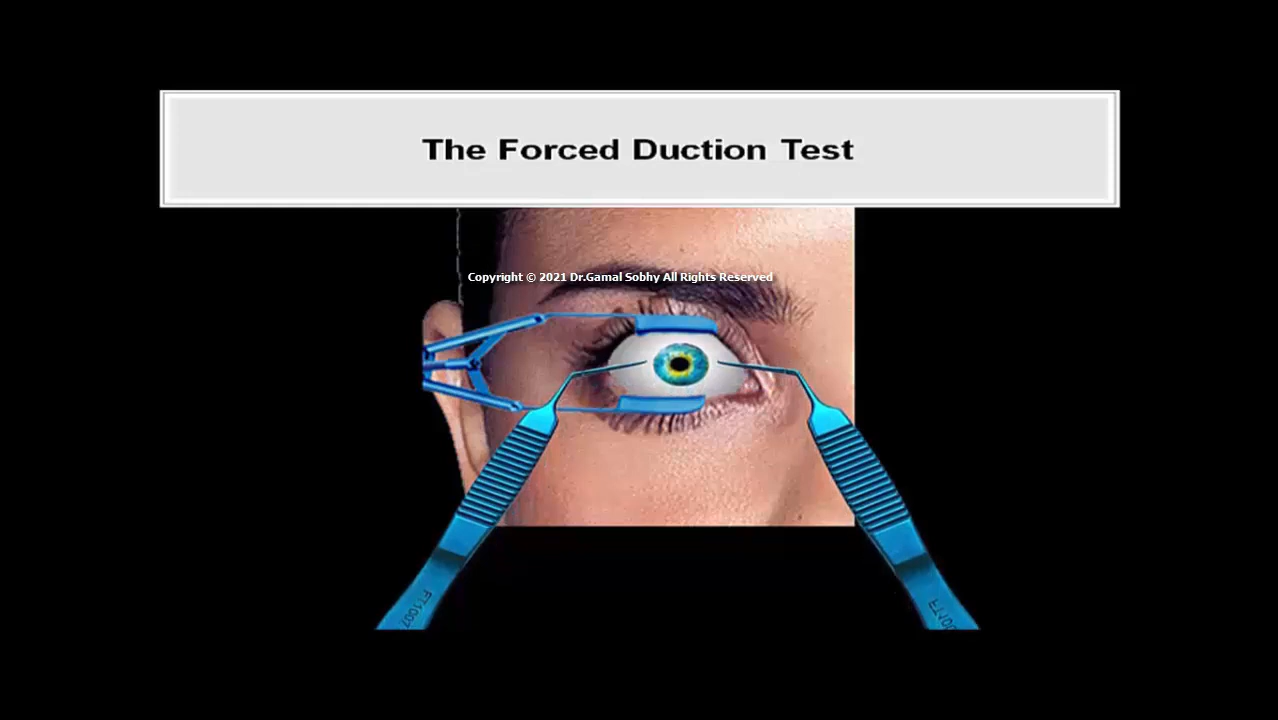 The Forced Duction Test
Copyright © 2021 Dr.Gamal Sobhy All Rights Reserved